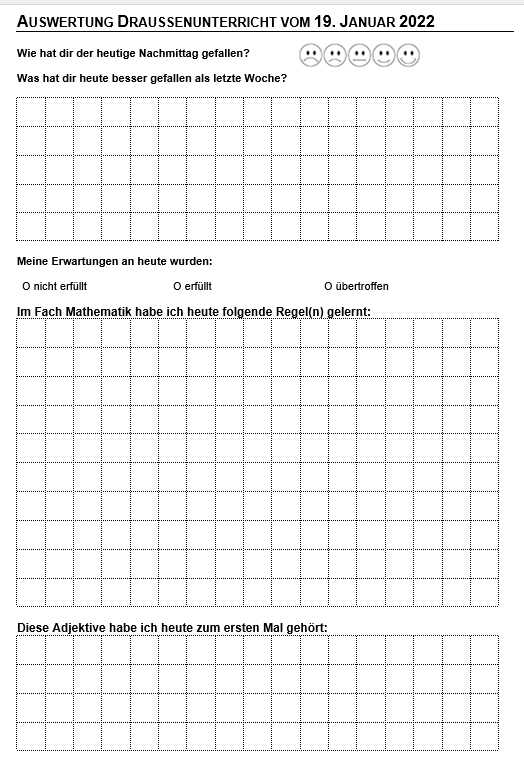 AUSWERTUNG DRAUSSENUNTERRICHT VOM 19. JANUAR 2022
Wie hat dir der heutige Nachmittag gefallen?
Was hat dir heute besser gefallen als letzte Woche?
Meine Erwartungen an heute wurden:
O nicht erfüllt O erfüllt O übertroffen
Im Fach Mathematik habe ich heute folgende Regel(n) gelernt:
Diese Adjektive habe ich heute zum ersten Mal gehört: